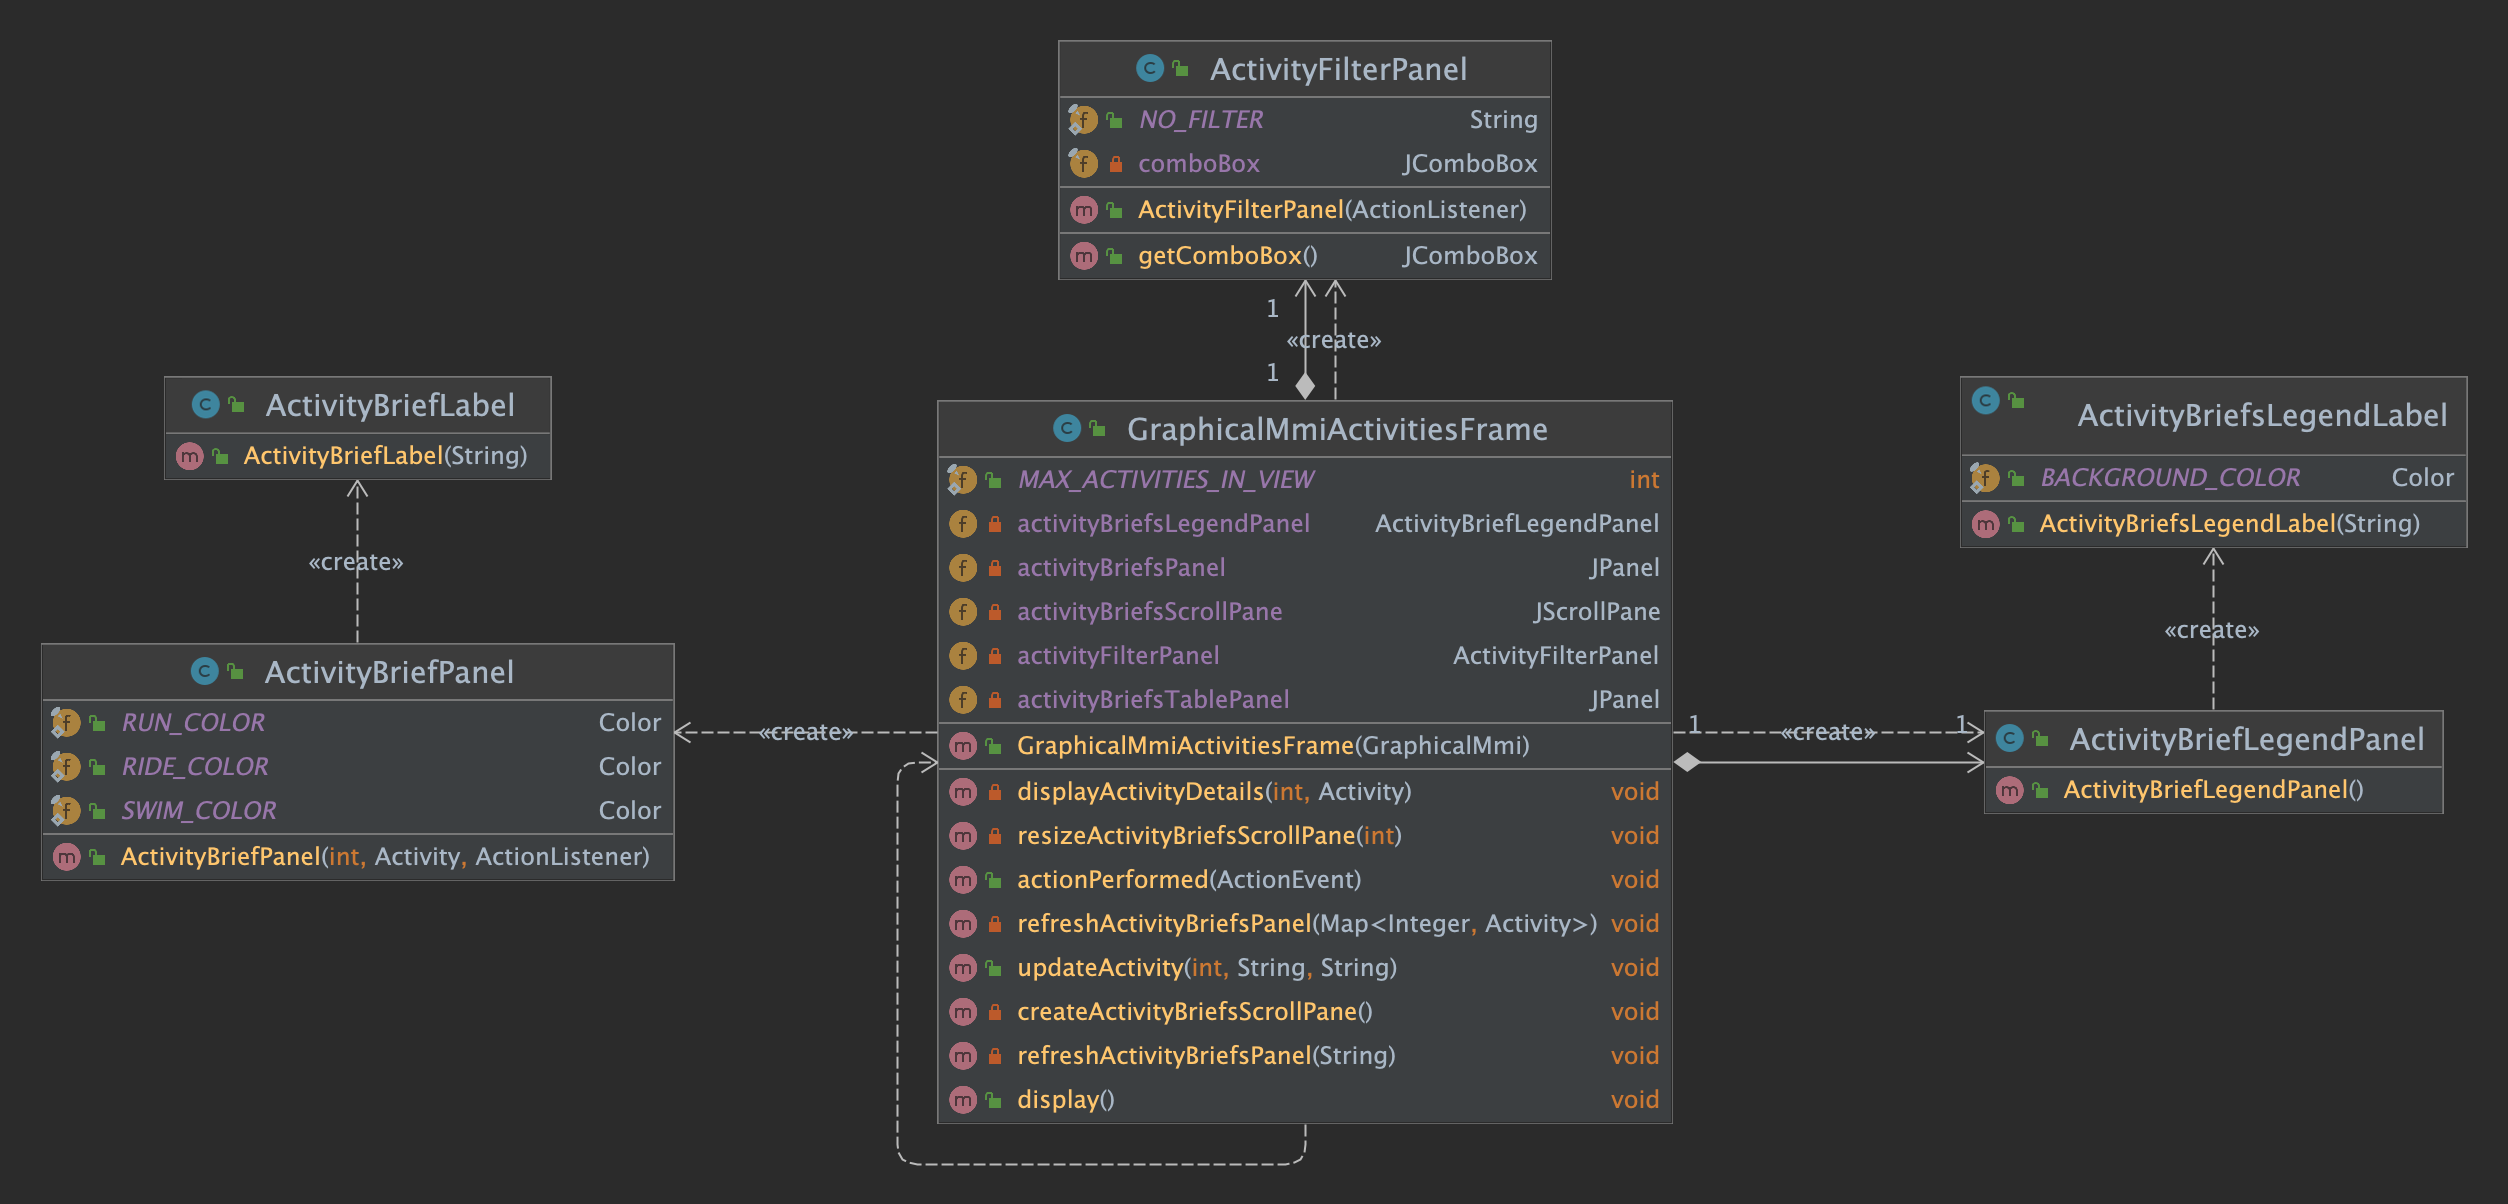 ActivityFilterPanel
NO_FILTER String
comboBox JComboBox
ActivityFilterPanel(ActionListener)
getComboBox() JComboBox
1
«create»
1
ActivityBriefLabel
ActivityBriefLabel(String)
«create»
ActivityBriefPanel
RUN_COLOR Color
RIDE_COLOR Color
SWIM_COLOR Color
ActivityBriefPanel(int, Activity, ActionListener)
«create»
GraphicalMmiActivitiesFrame
MAX_ACTIVITIES_IN_VIEW int
activityBriefsLegendPanel ActivityBriefLegendPanel
activityBriefsPanel JPanel
activityBriefsScrollPane JScrollPane
activityFilterPanel ActivityFilterPanel
activityBriefsTablePanel JPanel
GraphicalMmiActivitiesFrame(GraphicalMmi)
displayActivityDetails(int, Activity) void
resizeActivityBriefsScrollPane(int) void
actionPerformed(ActionEvent) void
refreshActivityBriefsPanel(Map<Integer, Activity>) void
updateActivity(int, String, String) void
createActivityBriefsScrollPane() void
refreshActivityBriefsPanel(String) void
display() void
1 «create» 1
ActivityBriefsLegendLabel
BACKGROUND_COLOR Color
ActivityBriefsLegendLabel(String)
«create»
ActivityBriefLegendPanel
ActivityBriefLegendPanel()